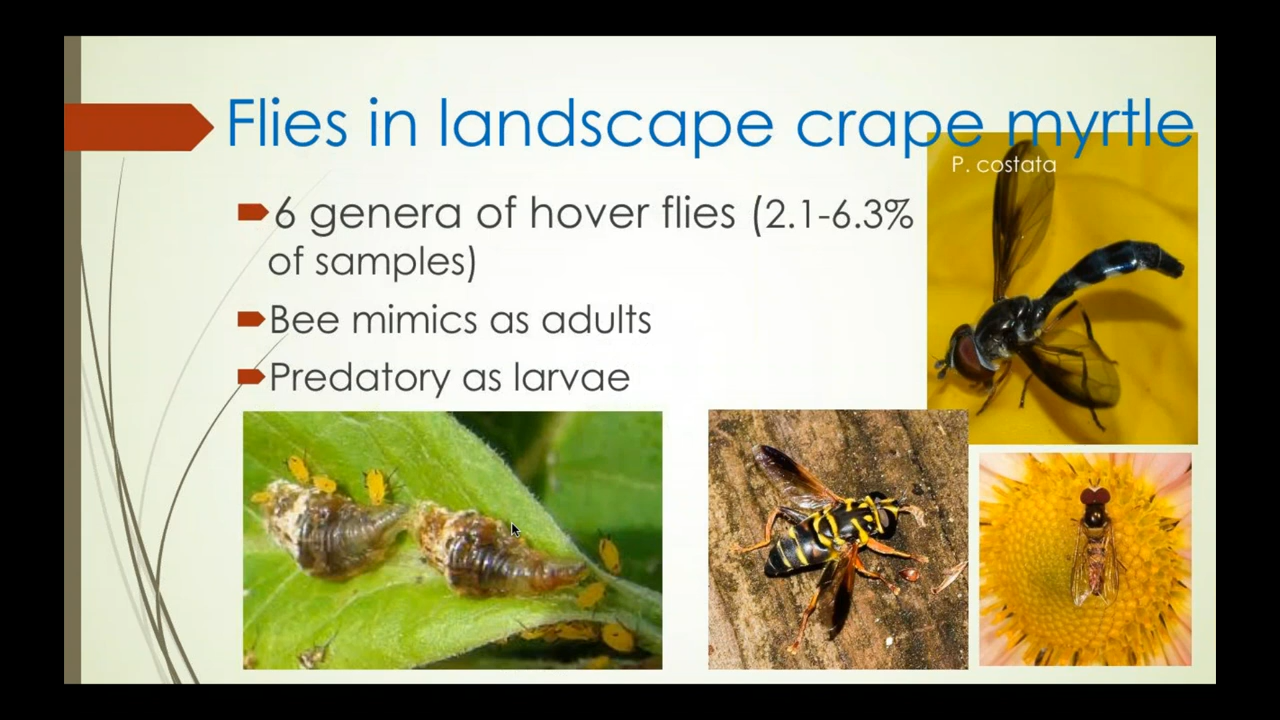 Flies in landscape crape myrtle
P. costata
6 genera of hover flies (2.1-6.3%
of samples)
Bee mimics as adults
Predatory as larvae